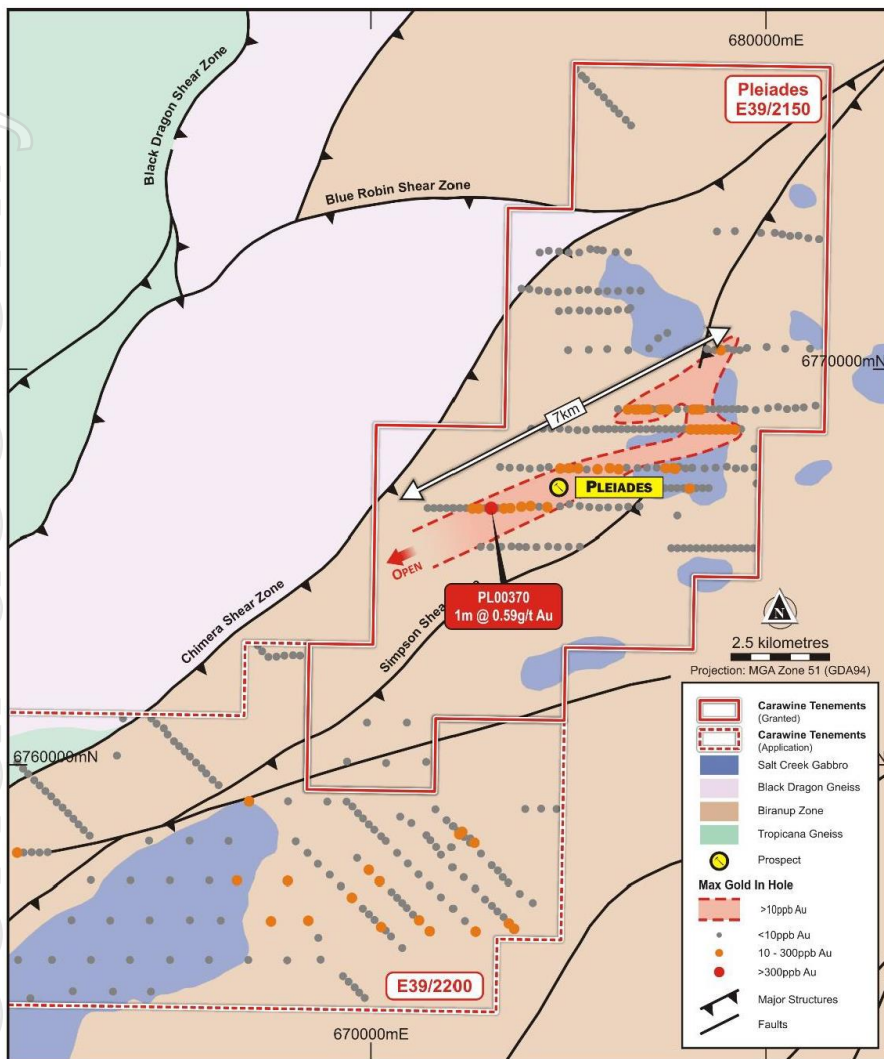 680000mE
Pleiades
E39/2150
Black Dragon Shear Zone
Blue Robin Shear Zone
6770000mN
7km
PLEIADES
OPEN
PL00370
1m @ 0.59g/t Au
Chimera Shear Zone
Simpson Shea
N
2.5 kilometres
Projection: MGA Zone 51 (GDA94)
6760000mN
Carawine Tenements
(Granted)
Carawine Tenements
(Application)
Salt Creek Gabbro
Black Dragon Gneiss
Biranup Zone
Tropicana Gneiss
Prospect
Max Gold In Hole
>10ppb Au
<10ppb Au
10 - 300ppb Au
>300ppb Au
Major Structures
Faults
E39/2200
670000mE